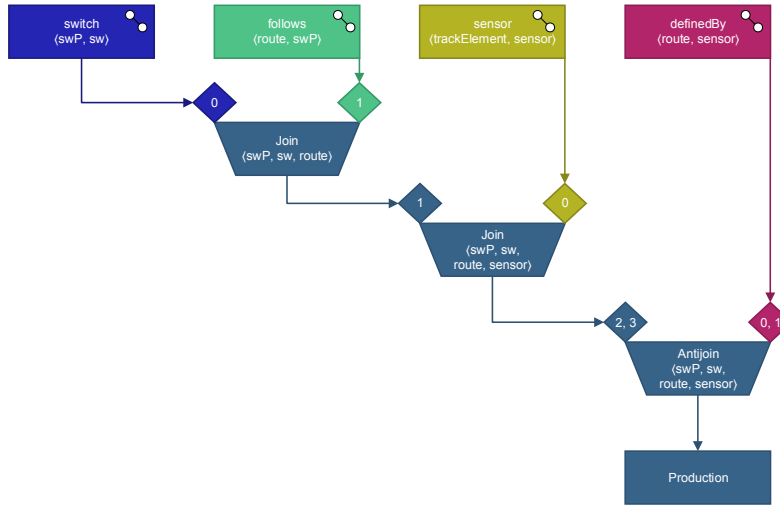 switch
⟨swP, sw⟩
follows
⟨route, swP⟩
sensor
⟨trackElement, sensor⟩
definedBy
⟨route, sensor⟩
0
1
Join
⟨swP, sw, route⟩
1
0
Join
⟨swP, sw,
route, sensor⟩
2, 3
0, 1
Antijoin
⟨swP, sw,
route, sensor⟩
Production